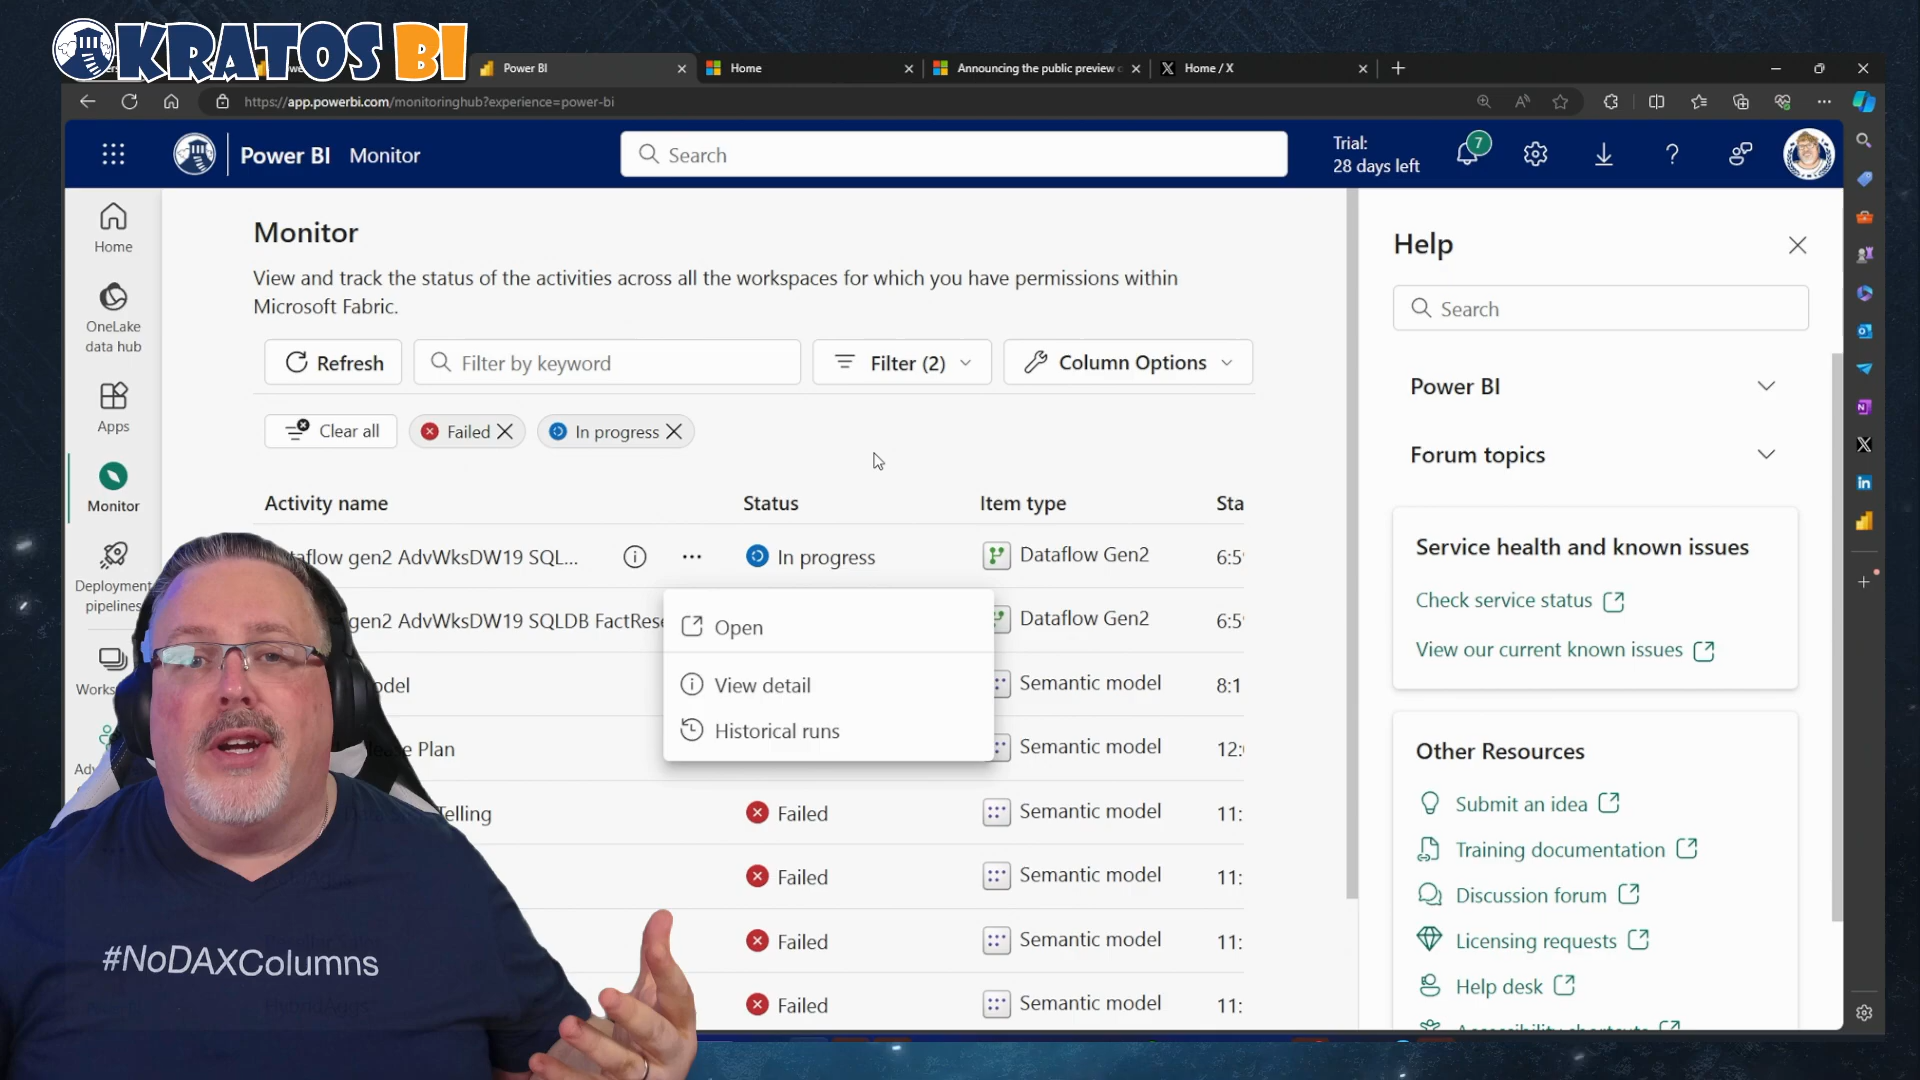 KRATOS BI
Power BI
Home
Announcing the public preview
Home / X
https://app.powerbi.com/monitoringhub?experience=power-bi
Power BI Monitor
Search
Trial:
28 days left
7
Home
OneLake
data hub
Apps
Monitor
Deployment
pipelines
Works
Monitor
View and track the status of the activities across all the workspaces for which you have permissions within
Microsoft Fabric.
Refresh
Filter by keyword
Filter (2)
Column Options
Clear all
Failed
In progress
Activity name Status Item type Sta
flow gen2 AdvWksDW19 SQL... In progress Dataflow Gen2 6:5
gen2 AdvWksDW19 SQLDB FactRese Dataflow Gen2 6:5
Semantic model 8:1
Plan Semantic model 12:
Telling Failed Semantic model 11:
Failed Semantic model 11:
Failed Semantic model 11:
Failed Semantic model 11:
Open
View detail
Historical runs
Help
Search
Power BI
Forum topics
Service health and known issues
Check service status
View our current known issues
Other Resources
Submit an idea
Training documentation
Discussion forum
Licensing requests
Help desk
#NoDAXColumns